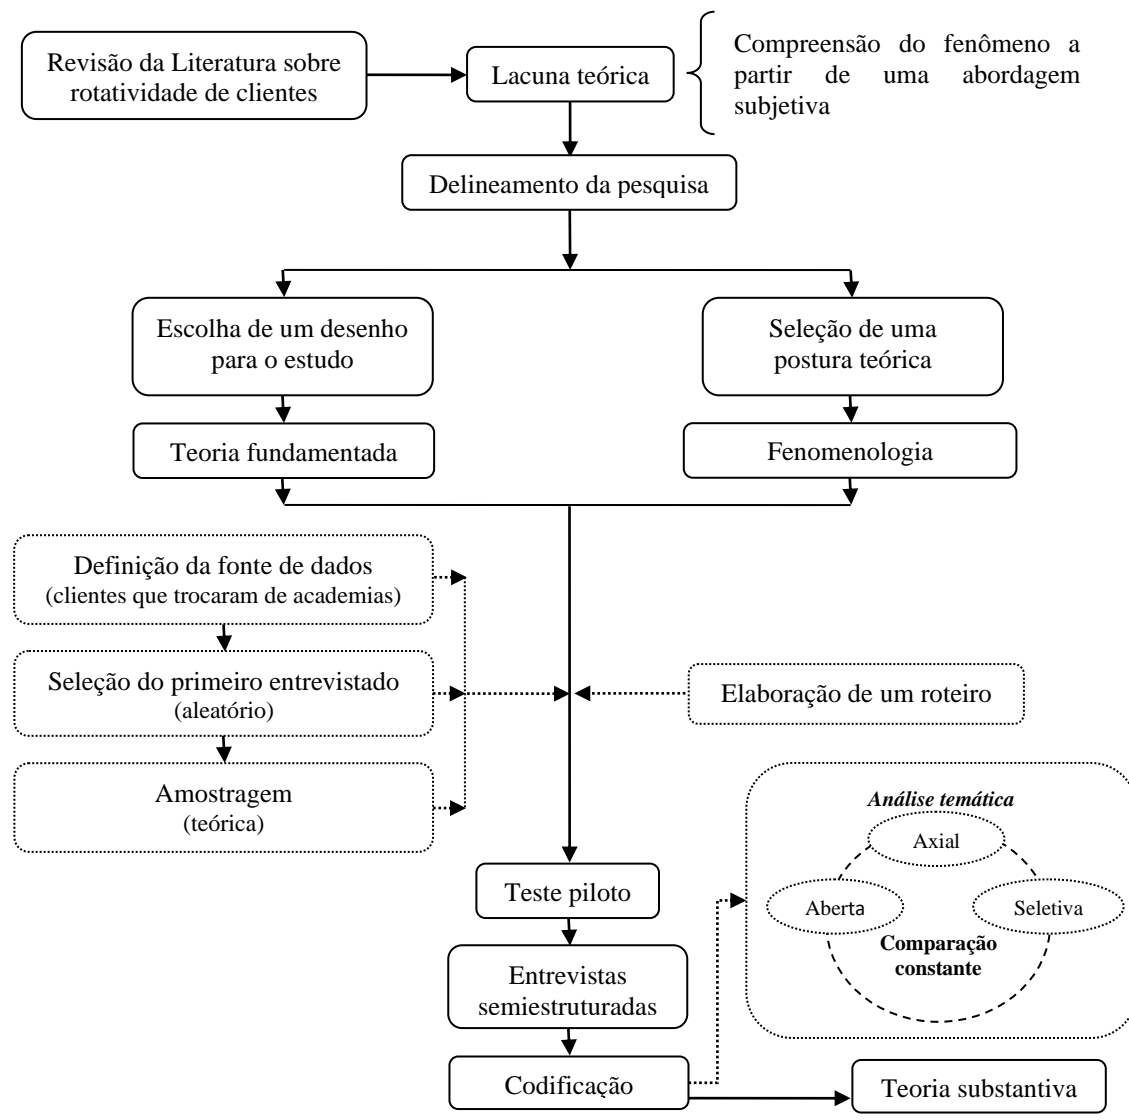 Revisão da Literatura sobre
rotatividade de clientes
Lacuna teórica
Compreensão do fenômeno a
partir de uma abordagem
subjetiva
Delineamento da pesquisa
Escolha de um desenho
para o estudo
Seleção de uma
postura teórica
Teoria fundamentada
Fenomenologia
Definição da fonte de dados
(clientes que trocaram de academias)
Seleção do primeiro entrevistado
(aleatório)
Elaboração de um roteiro
Amostragem
(teórica)
Análise temática
Axial
Aberta
Seletiva
Comparação
constante
Teste piloto
Entrevistas
semiestruturadas
Codificação
Teoria substantiva